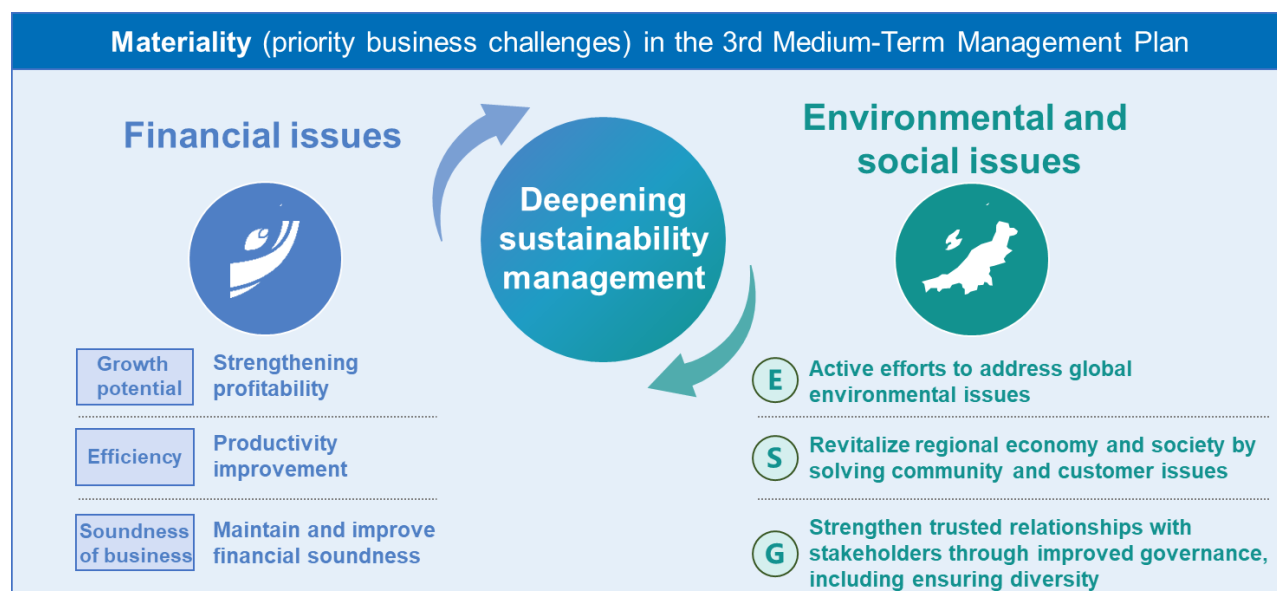 Materiality (priority business challenges) in the 3rd Medium-Term Management Plan
Financial issues
Growth
potential
Strengthening
profitability
Efficiency
Productivity
improvement
Soundness
of business
Maintain and improve
financial soundness
Deepening
sustainability
management
Environmental and
social issues
E
Active efforts to address global
environmental issues
S
Revitalize regional economy and society by
solving community and customer issues
G
Strengthen trusted relationships with
stakeholders through improved governance,
including ensuring diversity